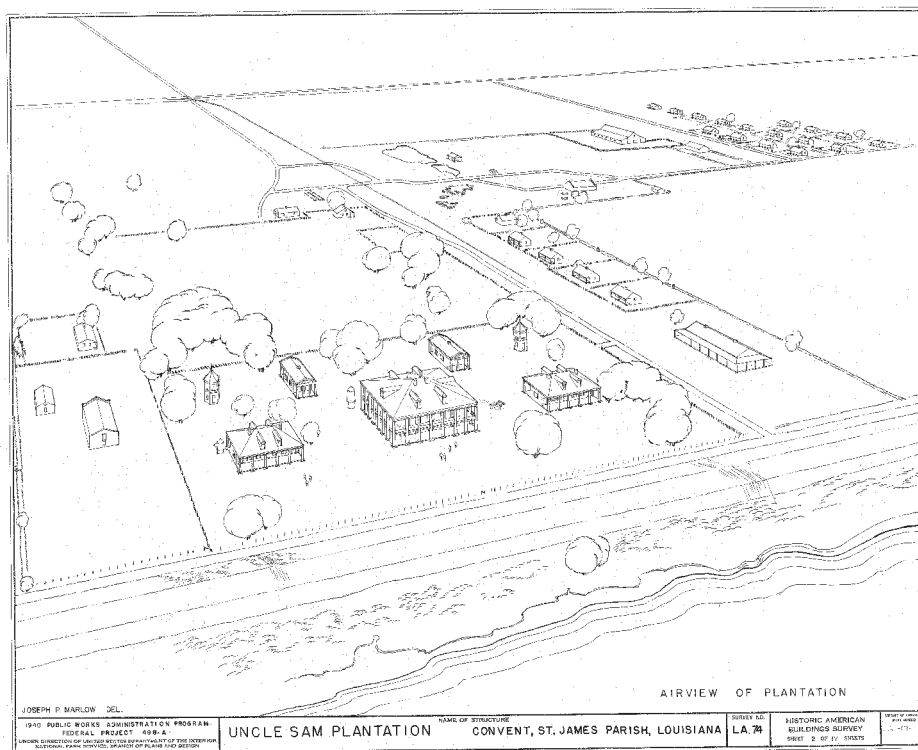 AIRVIEW OF PLANTATION
JOSEPH P. MARLOW DEL.
1940 PUBLIC WORKS ADMINISTRATION PROGRAM
FEDERAL PROJECT 498-A
UNDER DIRECTION OF UNITED STATES DEPARTMENT OF THE INTERIOR
NATIONAL PARK SERVICE, BRANCH OF PLANS AND DESIGN
NAME OF STRUCTURE
UNCLE SAM PLANTATION CONVENT, ST. JAMES PARISH, LOUISIANA
SURVEY NO.
LA. 74
HISTORIC AMERICAN
BUILDINGS SURVEY
SHEET 2 OF 17 SHEETS